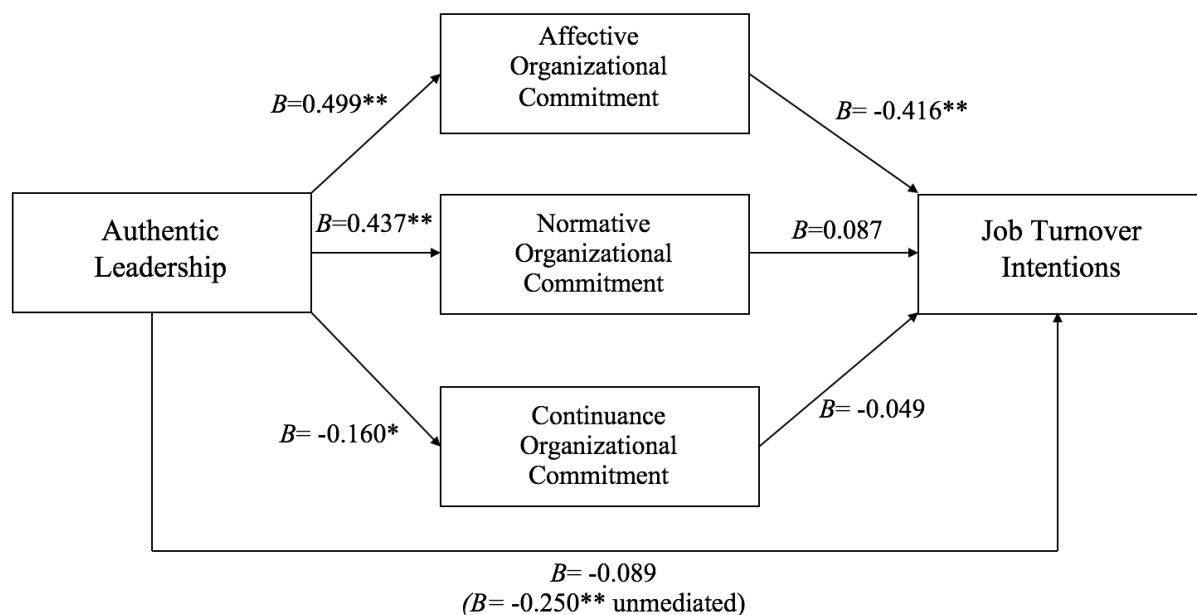 Affective
Organizational
Commitment
B=0.499**
B= -0.416**
Authentic
Leadership
B=0.437**
Normative
Organizational
Commitment
B=0.087
Job Turnover
Intentions
B= -0.160*
Continuance
Organizational
Commitment
B= -0.049
B= -0.089
(B= -0.250** unmediated)